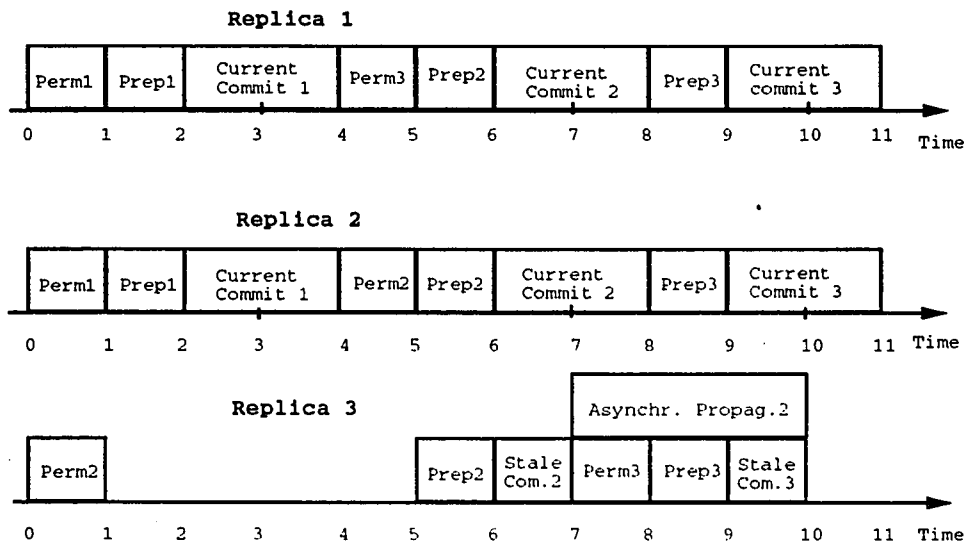 Replica 1
Perm1 Prep1 Current Commit 1 Perm3 Prep2 Current Commit 2 Prep3 Current commit 3
0 1 2 3 4 5 6 7 8 9 10 11 Time
Replica 2
Perm1 Prep1 Current Commit 1 Perm2 Prep2 Current Commit 2 Prep3 Current Commit 3
0 1 2 3 4 5 6 7 8 9 10 11 Time
Replica 3
Asynchr. Propag.2
Perm2 Prep2 Stale Com.2 Perm3 Prep3 Stale Com.3
0 1 2 3 4 5 6 7 8 9 10 11 Time